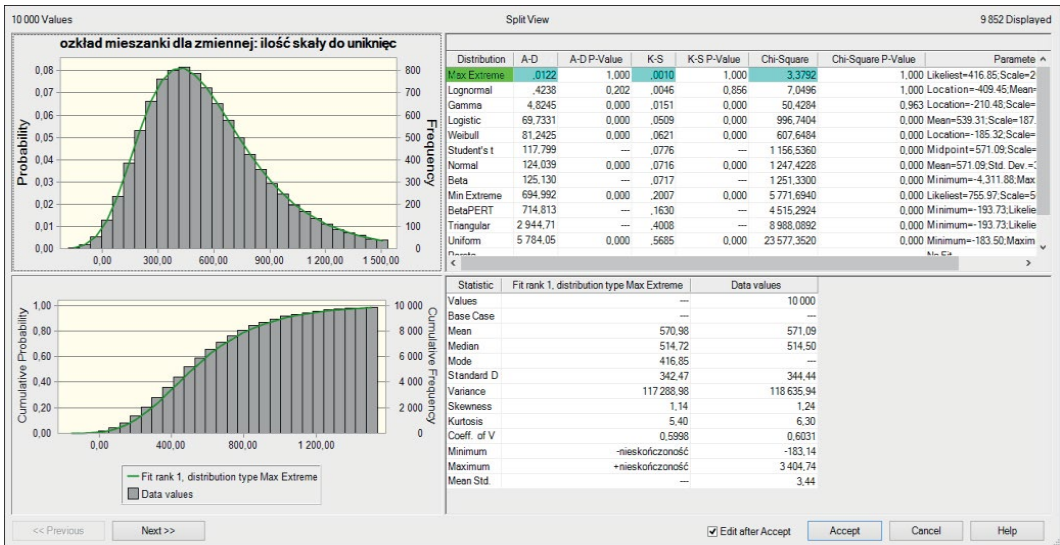 10 000 Values Split View 9 852 Displayed
ozkład mieszanki dla zmiennej: ilość skały do uniknięc
Probability
Frequency
0,08
0,07
0,06
0,05
0,04
0,03
0,02
0,01
0,00
800
700
600
500
400
300
200
100
0
0,00 300,00 600,00 900,00 1 200,00 1 500,00
Distribution A-D A-D P-Value K-S K-S P-Value Chi-Square Chi-Square P-Value Paramete
Max Extreme ,0122 1,000 ,0010 1,000 3,3792 1,000 Likeliest=416.85;Scale=2
Lognormal ,4238 0,202 ,0046 0,856 7,0496 1,000 Location=-409.45;Mean=
Gamma 4,8245 0,000 ,0151 0,000 50,4284 0,963 Location=-210.48;Scale=
Logistic 69,7331 0,000 ,0509 0,000 996,7404 0,000 Mean=539.31;Scale=187.
Weibull 81,2425 0,000 ,0621 0,000 607,6484 0,000 Location=-185.32;Scale=
Student's t 117,799 --- ,0776 --- 1 156,5360 0,000 Midpoint=571.09;Scale=
Normal 124,039 0,000 ,0716 0,000 1 247,4228 0,000 Mean=571.09;Std. Dev.=
Beta 125,130 --- ,0717 --- 1 251,3300 0,000 Minimum=-4,311.88;Max
Min Extreme 694,992 0,000 ,2007 0,000 5 771,6940 0,000 Likeliest=755.97;Scale=5
BetaPERT 714,813 --- ,1630 --- 4 515,2924 0,000 Minimum=-193.73;Likelie
Triangular 2 944,71 --- ,4008 --- 8 988,0892 0,000 Minimum=-193.73;Likelie
Uniform 5 784,05 0,000 ,5685 0,000 23 577,3520 0,000 Minimum=-183.50;Maxim
Cumulative Probability
Cumulative Frequency
1,00
0,80
0,60
0,40
0,20
0,00
10 000
8 000
6 000
4 000
2 000
0
0,00 400,00 800,00 1 200,00
Fit rank 1, distribution type Max Extreme
Data values
Statistic Fit rank 1, distribution type Max Extreme Data values
Values --- 10 000
Base Case --- ---
Mean 570,98 571,09
Median 514,72 514,50
Mode 416,85 ---
Standard D 342,47 344,44
Variance 117 288,98 118 635,94
Skewness 1,14 1,24
Kurtosis 5,40 6,30
Coeff. of V 0,5998 0,6031
Minimum -nieskończoność -183,14
Maximum +nieskończoność 3 404,74
Mean Std. --- 3,44
<< Previous Next >> Edit after Accept Accept Cancel Help